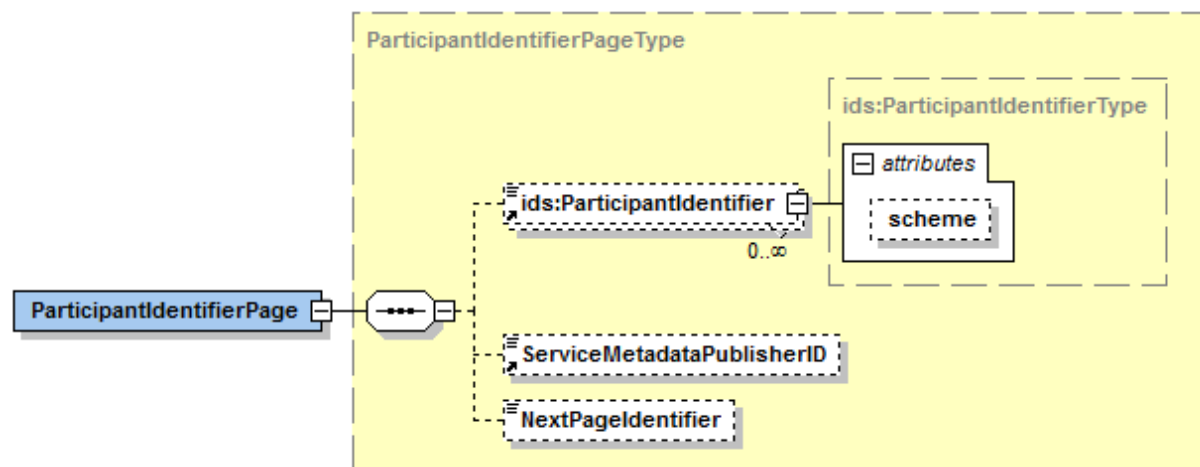 ParticipantIdentifierPageType
ids:ParticipantIdentifierType
attributes
ids:ParticipantIdentifier
scheme
0..∞
ParticipantIdentifierPage
ServiceMetadataPublisherID
NextPageIdentifier